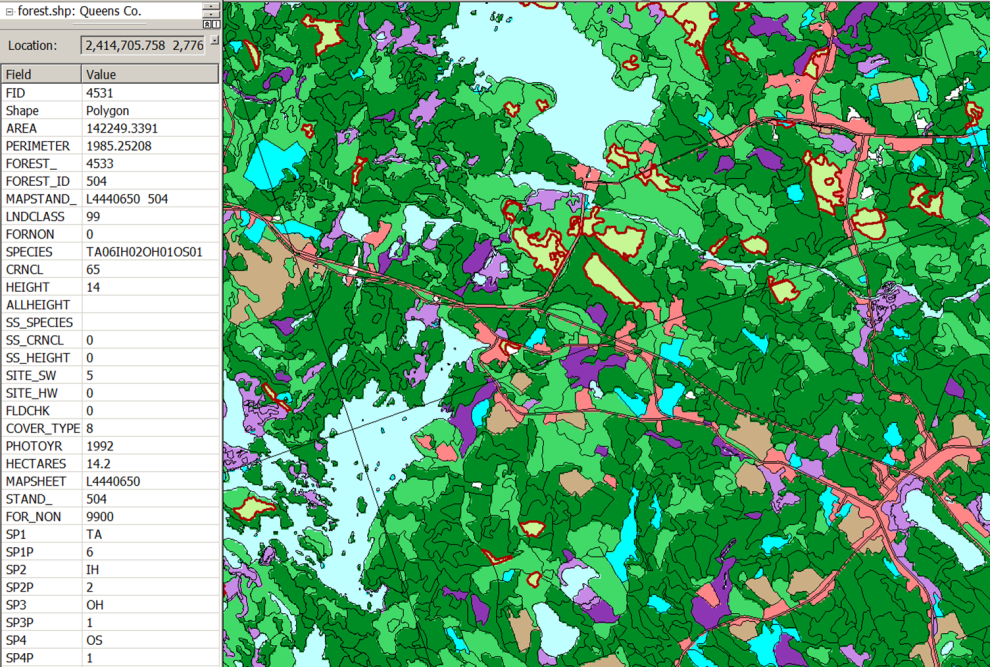 forest.shp: Queens Co.
Location: 2,414,705.758 2,776
Field Value
FID 4531
Shape Polygon
AREA 142249.3391
PERIMETER 1985.25208
FOREST_ 4533
FOREST_ID 504
MAPSTAND_ L4440650 504
LNDCLASS 99
FORNON 0
SPECIES TA06IH02OH01OS01
CRNCL 65
HEIGHT 14
ALLHEIGHT
SS_SPECIES
SS_CRNCL 0
SS_HEIGHT 0
SITE_SW 5
SITE_HW 0
FLDCHK 0
COVER_TYPE 8
PHOTOYR 1992
HECTARES 14.2
MAPSHEET L4440650
STAND_ 504
FOR_NON 9900
SP1 TA
SP1P 6
SP2 IH
SP2P 2
SP3 OH
SP3P 1
SP4 OS
SP4P 1